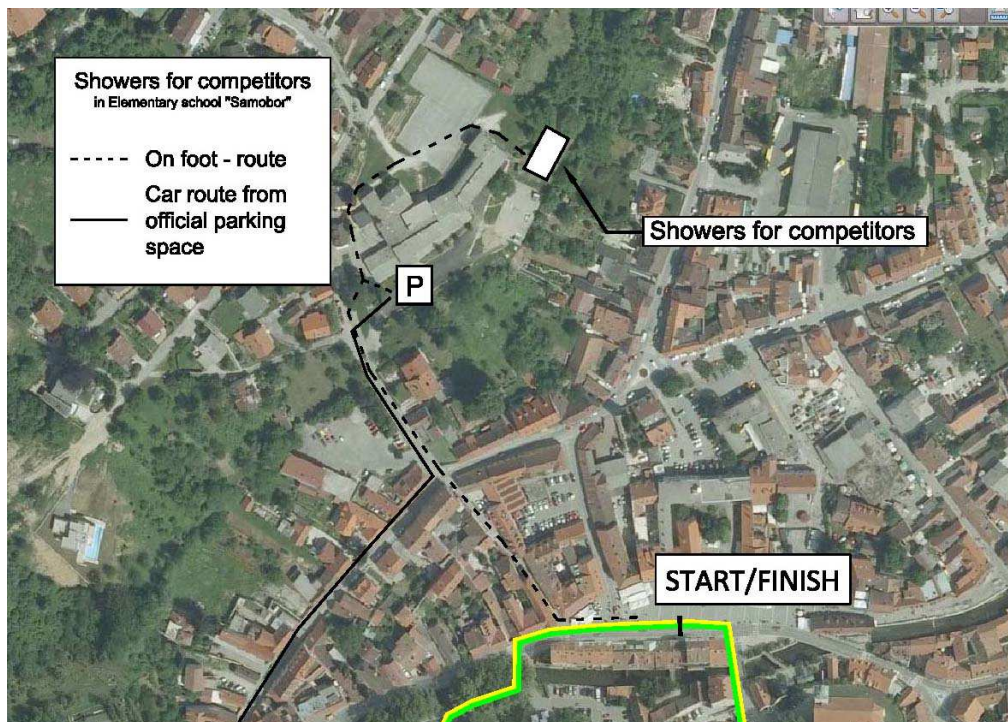 Showers for competitors
in Elementary school "Samobor"
On foot - route
Car route from
official parking
space
Showers for competitors
P
START/FINISH